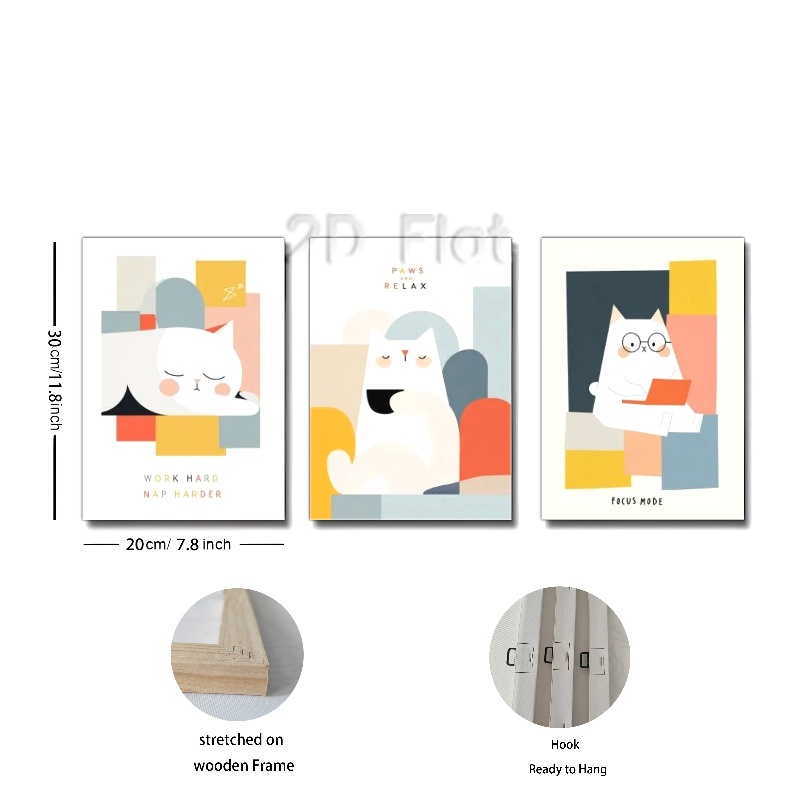 2D Flat
PAWS
AND
RELAX
WORK HARD
NAP HARDER
FOCUS MODE
30cm/11.8inch
20cm/ 7.8 inch
stretched on
wooden Frame
Hook
Ready to Hang